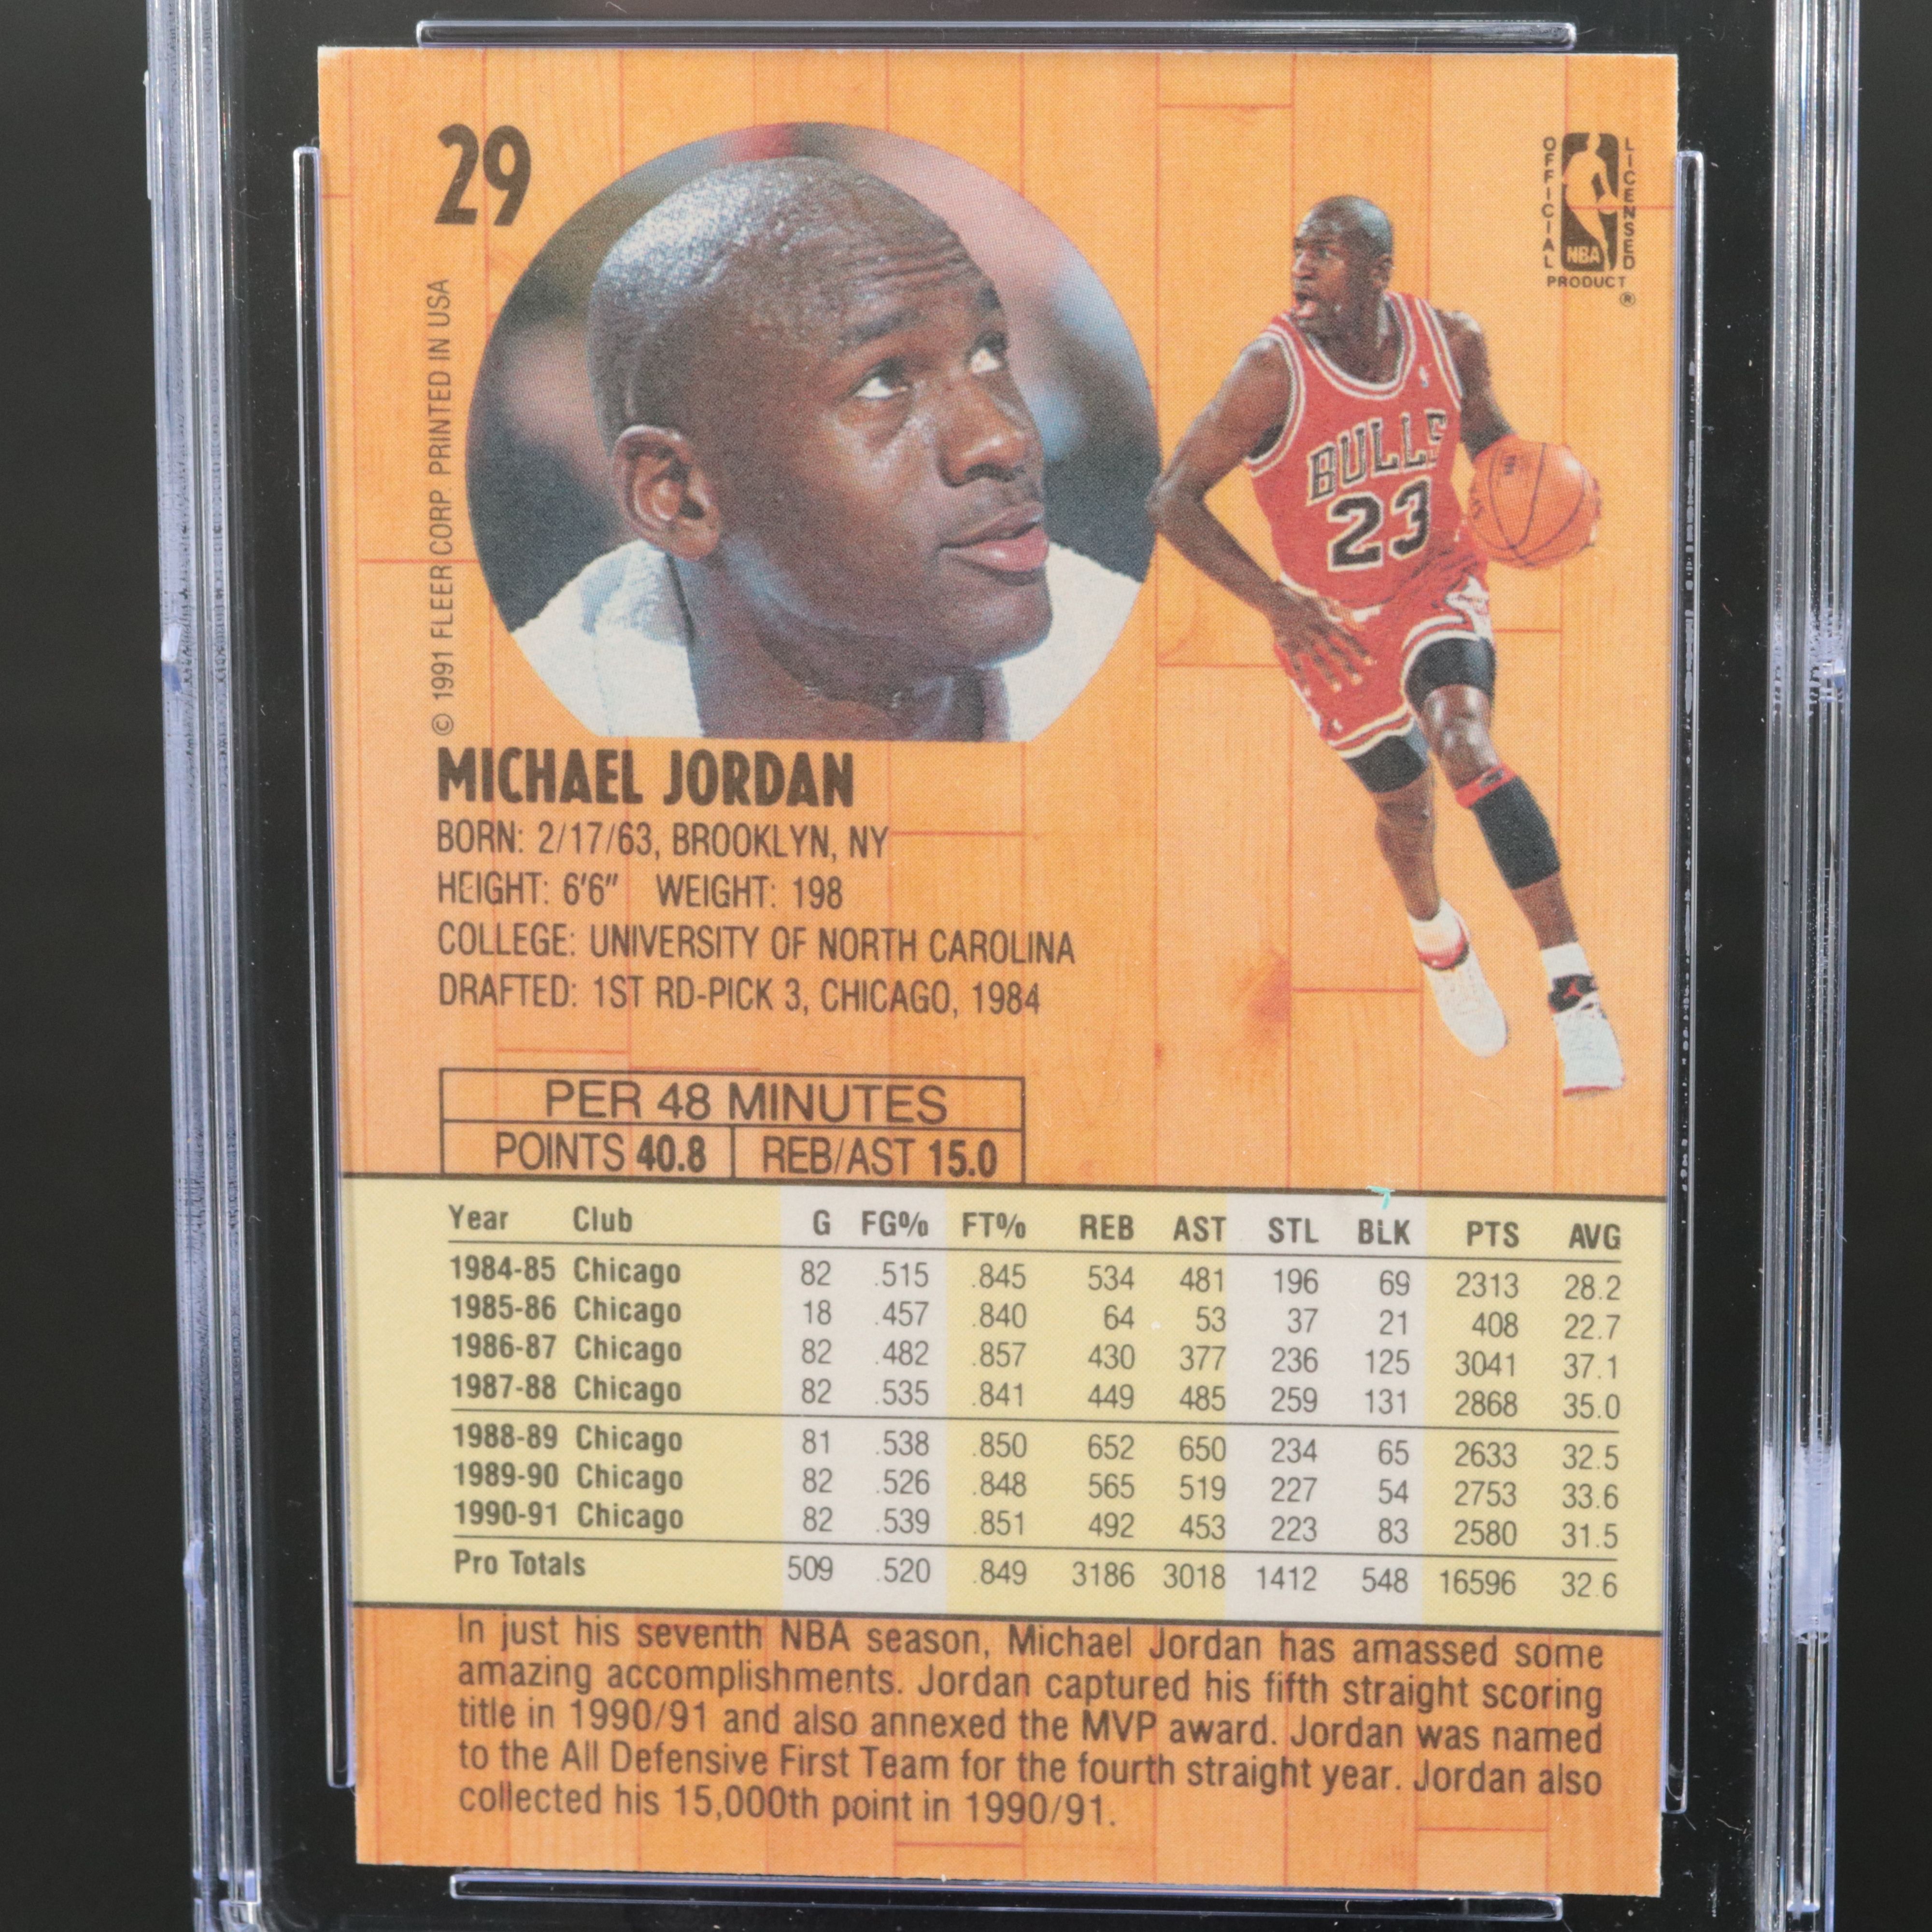 29
OFFICIAL LICENSED
NBA
PRODUCT
®
© 1991 FLEER CORP. PRINTED IN USA
BULLS
23
MICHAEL JORDAN
BORN: 2/17/63, BROOKLYN, NY
HEIGHT: 6'6" WEIGHT: 198
COLLEGE: UNIVERSITY OF NORTH CAROLINA
DRAFTED: 1ST RD-PICK 3, CHICAGO, 1984
PER 48 MINUTES
POINTS 40.8 REB/AST 15.0
Year Club G FG% FT% REB AST STL BLK PTS AVG
1984-85 Chicago 82 .515 .845 534 481 196 69 2313 28.2
1985-86 Chicago 18 .457 .840 64 53 37 21 408 22.7
1986-87 Chicago 82 .482 .857 430 377 236 125 3041 37.1
1987-88 Chicago 82 .535 .841 449 485 259 131 2868 35.0
1988-89 Chicago 81 .538 .850 652 650 234 65 2633 32.5
1989-90 Chicago 82 .526 .848 565 519 227 54 2753 33.6
1990-91 Chicago 82 .539 .851 492 453 223 83 2580 31.5
Pro Totals 509 .520 .849 3186 3018 1412 548 16596 32.6
In just his seventh NBA season, Michael Jordan has amassed some
amazing accomplishments. Jordan captured his fifth straight scoring
title in 1990/91 and also annexed the MVP award. Jordan was named
to the All Defensive First Team for the fourth straight year. Jordan also
collected his 15,000th point in 1990/91.